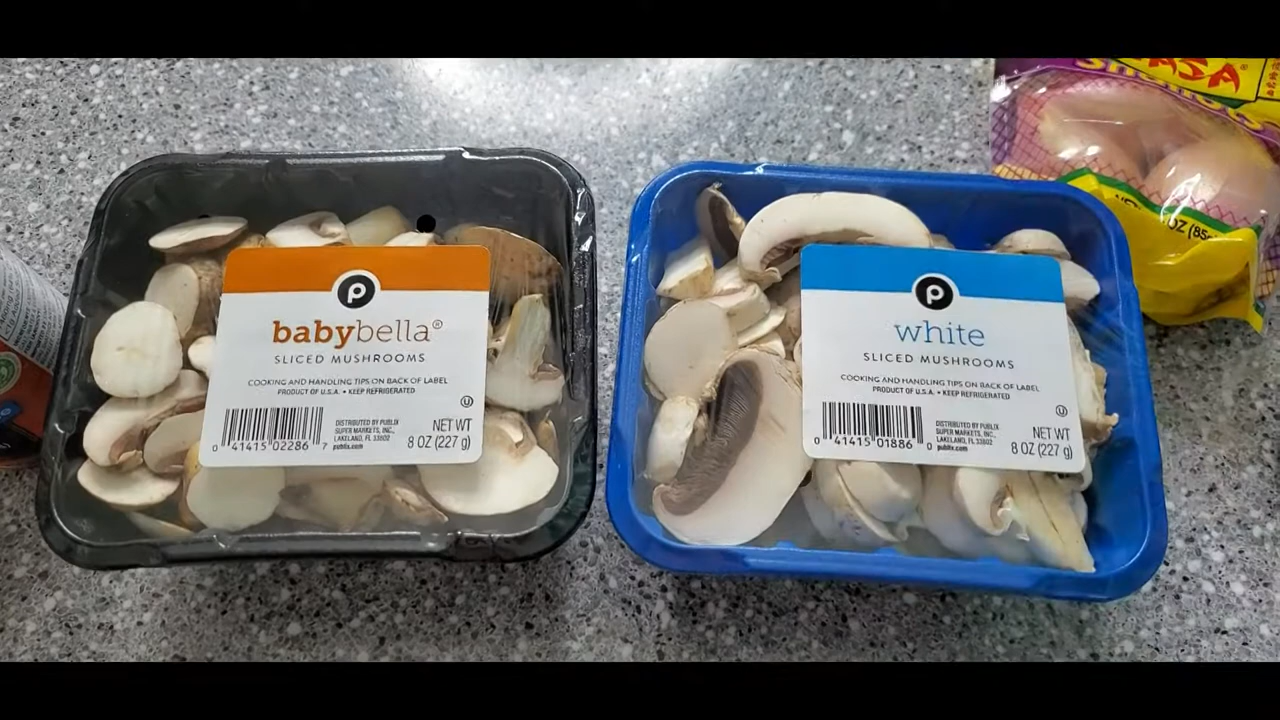 babybella®
SLICED MUSHROOMS
COOKING AND HANDLING TIPS ON BACK OF LABEL
PRODUCT OF U.S.A. • KEEP REFRIGERATED
0 41415 02286 7
DISTRIBUTED BY PUBLIX
SUPER MARKETS, INC.,
LAKELAND, FL 33802
publix.com
NET WT
8 OZ (227 g)
white
SLICED MUSHROOMS
COOKING AND HANDLING TIPS ON BACK OF LABEL
PRODUCT OF U.S.A. • KEEP REFRIGERATED
0 41415 01886 0
DISTRIBUTED BY PUBLIX
SUPER MARKETS, INC.,
LAKELAND, FL 33802
publix.com
NET WT
8 OZ (227 g)